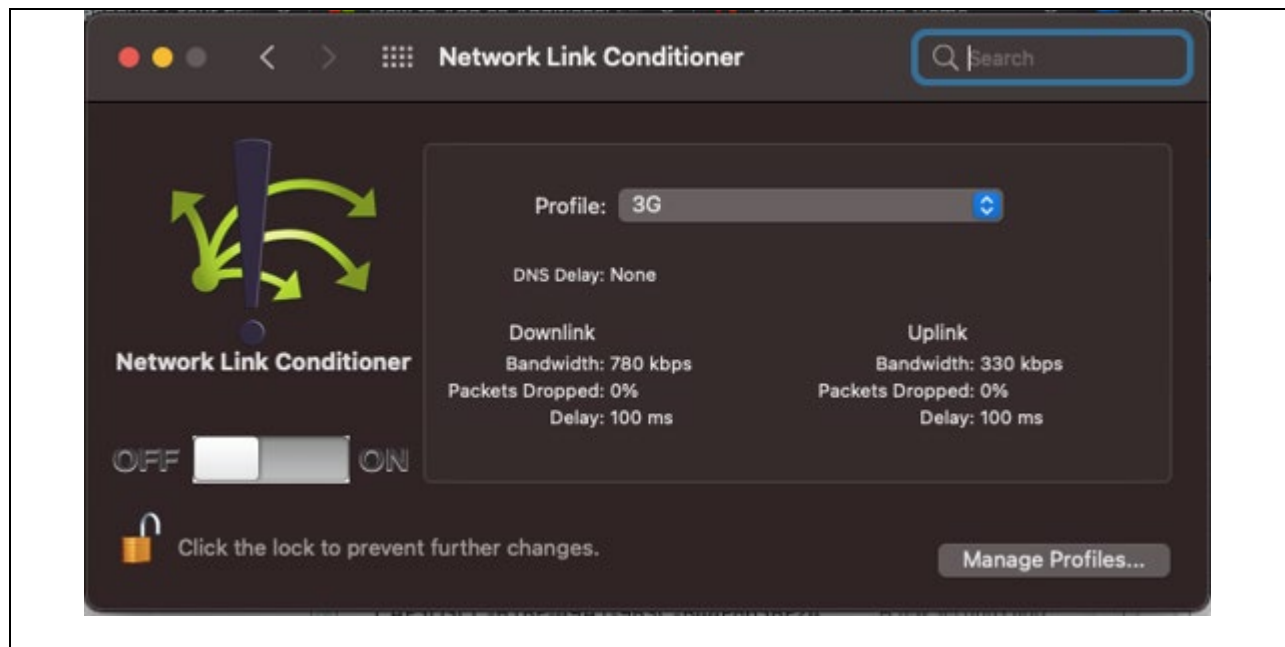 Network Link Conditioner
Search
Profile: 3G
DNS Delay: None
Downlink Uplink
Network Link Conditioner
Bandwidth: 780 kbps Bandwidth: 330 kbps
Packets Dropped: 0% Packets Dropped: 0%
Delay: 100 ms Delay: 100 ms
OFF ON
Click the lock to prevent further changes.
Manage Profiles...